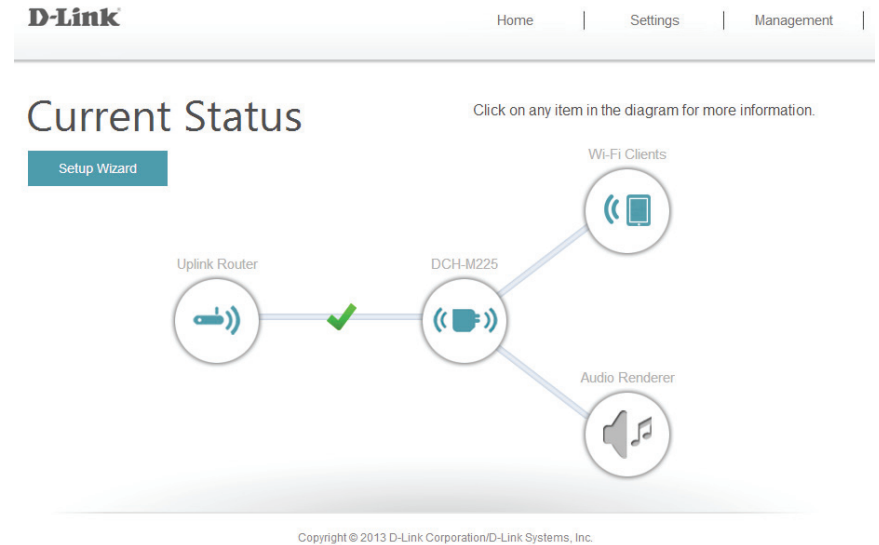 D-Link
Home | Settings | Management |
Current Status
Click on any item in the diagram for more information.
Setup Wizard
Wi-Fi Clients
Uplink Router
DCH-M225
Audio Renderer
Copyright © 2013 D-Link Corporation/D-Link Systems, Inc.